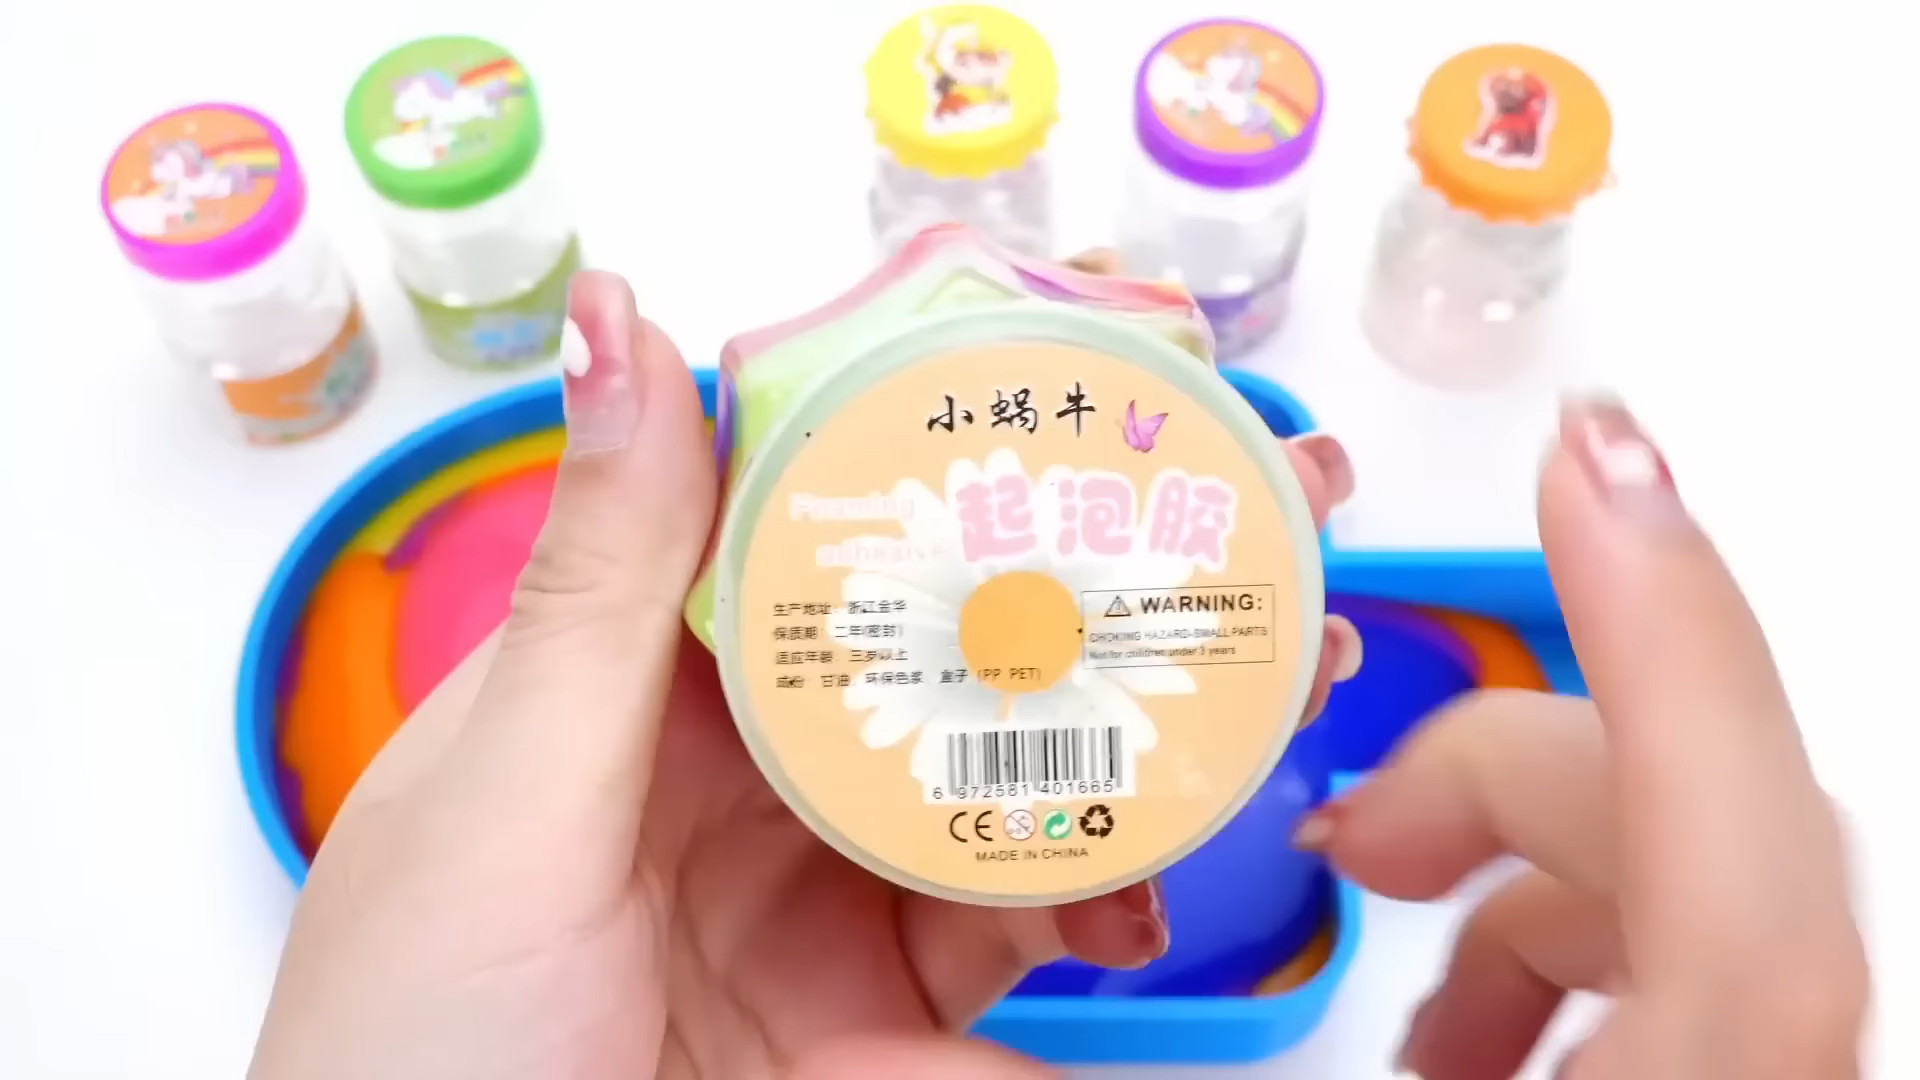 小蜗牛
Foaming
起泡胶
adhesive
生产地址：浙江金华
保质期：二年(密封)
适应年龄：三岁以上
成份：甘油 环保色浆 盒子 (PP PET)
WARNING:
CHOKING HAZARD-SMALL PARTS
Not for children under 3 years
6 972581 401665
CE
MADE IN CHINA